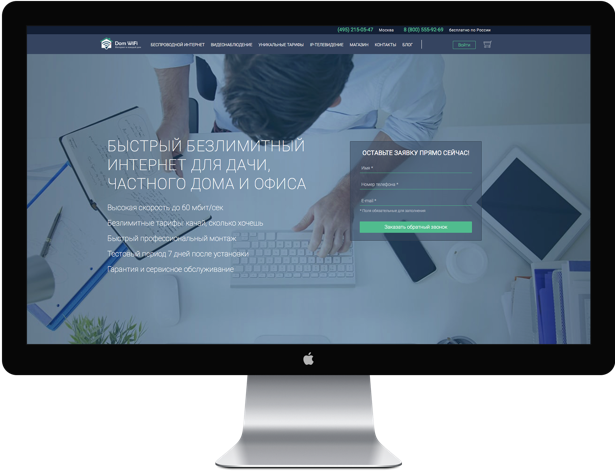 (495) 215-05-47 Москва 8 (800) 555-92-69 Бесплатно по России
Dom WiFi
БЕСПРОВОДНОЙ ИНТЕРНЕТ ВИДЕОНАБЛЮДЕНИЕ УНИКАЛЬНЫЕ ТАРИФЫ IP-ТЕЛЕВИДЕНИЕ МАГАЗИН КОНТАКТЫ БЛОГ Войти
БЫСТРЫЙ БЕЗЛИМИТНЫЙ
ИНТЕРНЕТ ДЛЯ ДАЧИ,
ЧАСТНОГО ДОМА И ОФИСА
Высокая скорость до 60 мбит/сек
Безлимитные тарифы: качай, сколько хочешь
Быстрый профессиональный монтаж
Тестовый период 7 дней после установки
Гарантия и сервисное обслуживание
ОСТАВЬТЕ ЗАЯВКУ ПРЯМО СЕЙЧАС!
Имя *
Номер телефона *
E-mail *
* Поля обязательные для заполнения
Заказать обратный звонок